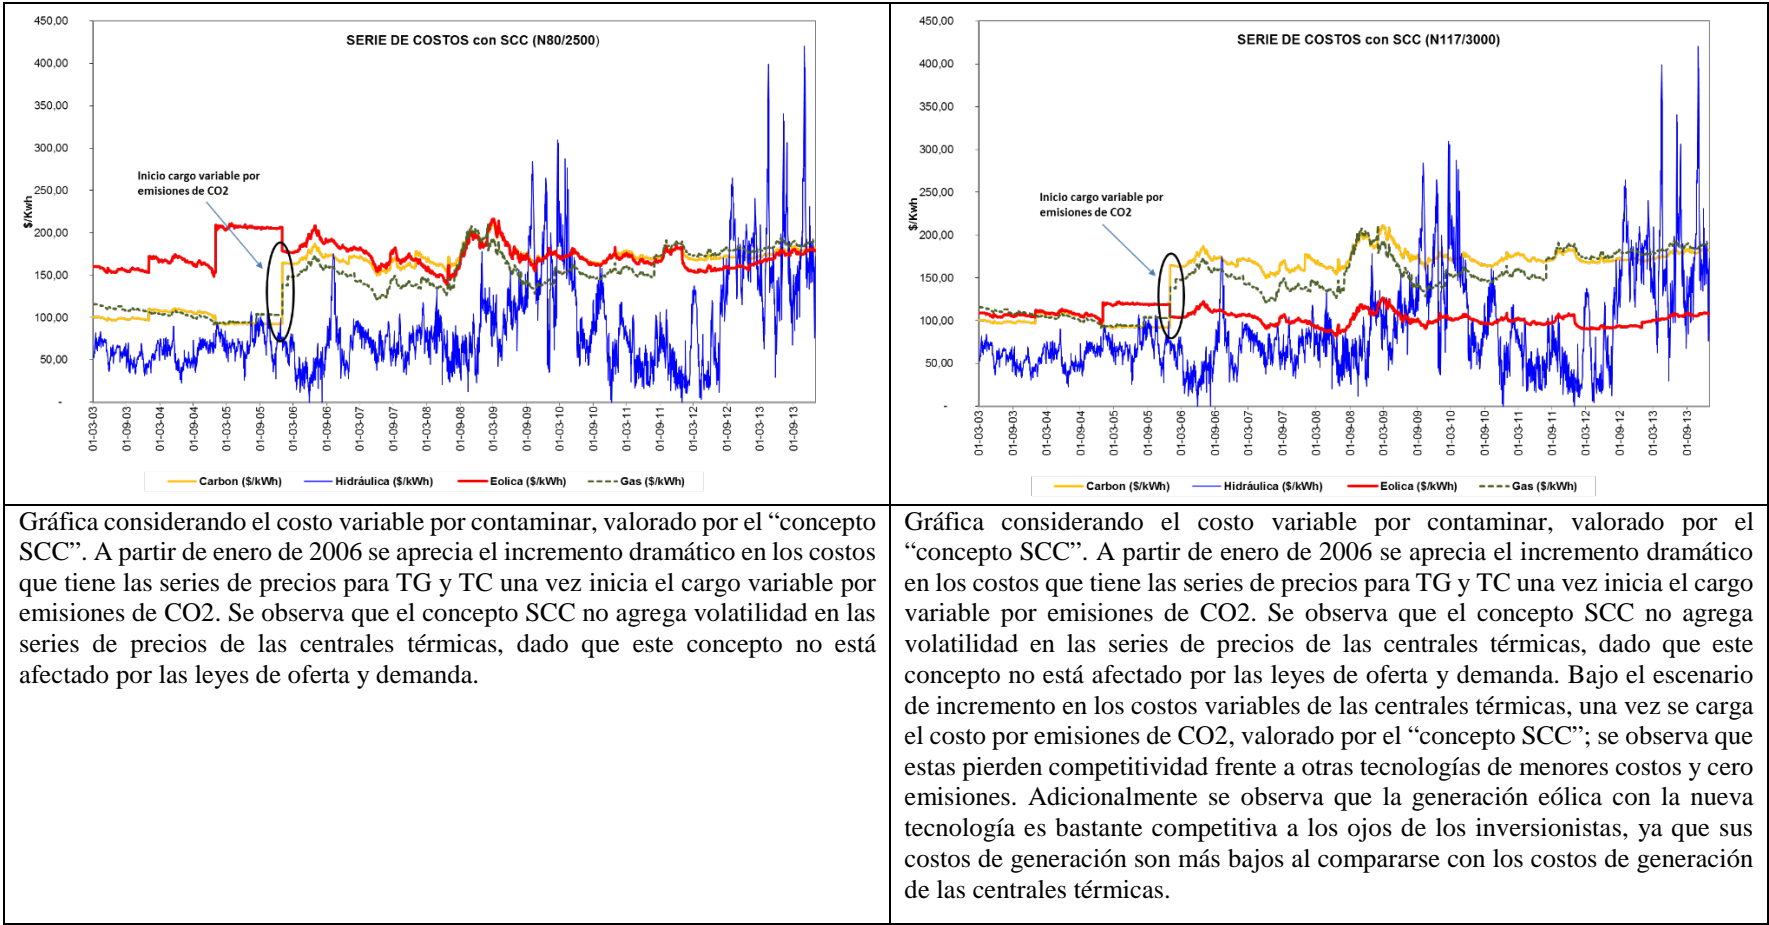 SERIE DE COSTOS con SCC (N80/2500)
450,00
400,00
350,00
300,00
250,00
200,00
150,00
100,00
50,00
-
$/Kwh
Inicio cargo variable por
emisiones de CO2
01-03-03
01-09-03
01-03-04
01-09-04
01-03-05
01-09-05
01-03-06
01-09-06
01-03-07
01-09-07
01-03-08
01-09-08
01-03-09
01-09-09
01-03-10
01-09-10
01-03-11
01-09-11
01-03-12
01-09-12
01-03-13
01-09-13
Carbon ($/kWh) Hidráulica ($/kWh) Eolica ($/kWh) Gas ($/kWh)
SERIE DE COSTOS con SCC (N117/3000)
450,00
400,00
350,00
300,00
250,00
200,00
150,00
100,00
50,00
-
$/Kwh
Inicio cargo variable por
emisiones de CO2
01-03-03
01-09-03
01-03-04
01-09-04
01-03-05
01-09-05
01-03-06
01-09-06
01-03-07
01-09-07
01-03-08
01-09-08
01-03-09
01-09-09
01-03-10
01-09-10
01-03-11
01-09-11
01-03-12
01-09-12
01-03-13
01-09-13
Carbon ($/kWh) Hidráulica ($/kWh) Eolica ($/kWh) Gas ($/kWh)
Gráfica considerando el costo variable por contaminar, valorado por el “concepto
SCC”. A partir de enero de 2006 se aprecia el incremento dramático en los costos
que tiene las series de precios para TG y TC una vez inicia el cargo variable por
emisiones de CO2. Se observa que el concepto SCC no agrega volatilidad en las
series de precios de las centrales térmicas, dado que este concepto no está
afectado por las leyes de oferta y demanda.
Gráfica considerando el costo variable por contaminar, valorado por el
“concepto SCC”. A partir de enero de 2006 se aprecia el incremento dramático
en los costos que tiene las series de precios para TG y TC una vez inicia el cargo
variable por emisiones de CO2. Se observa que el concepto SCC no agrega
volatilidad en las series de precios de las centrales térmicas, dado que este
concepto no está afectado por las leyes de oferta y demanda. Bajo el escenario
de incremento en los costos variables de las centrales térmicas, una vez se carga
el costo por emisiones de CO2, valorado por el “concepto SCC”; se observa que
estas pierden competitividad frente a otras tecnologías de menores costos y cero
emisiones. Adicionalmente se observa que la generación eólica con la nueva
tecnología es bastante competitiva a los ojos de los inversionistas, ya que sus
costos de generación son más bajos al compararse con los costos de generación
de las centrales térmicas.